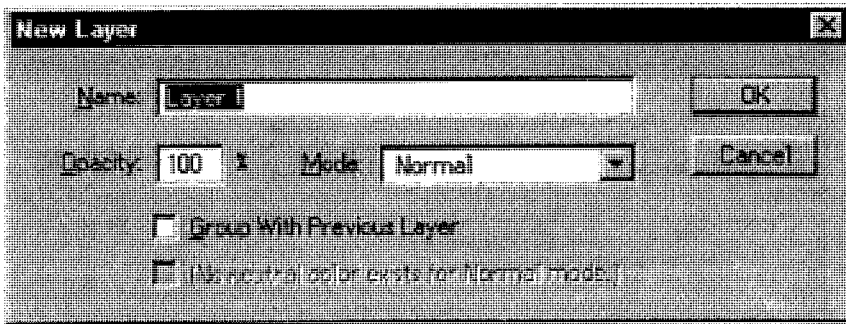 New Layer
Name: Layer 1
OK
Opacity: 100 % Mode: Normal
Cancel
Group With Previous Layer
(No neutral color exists for Normal mode.)